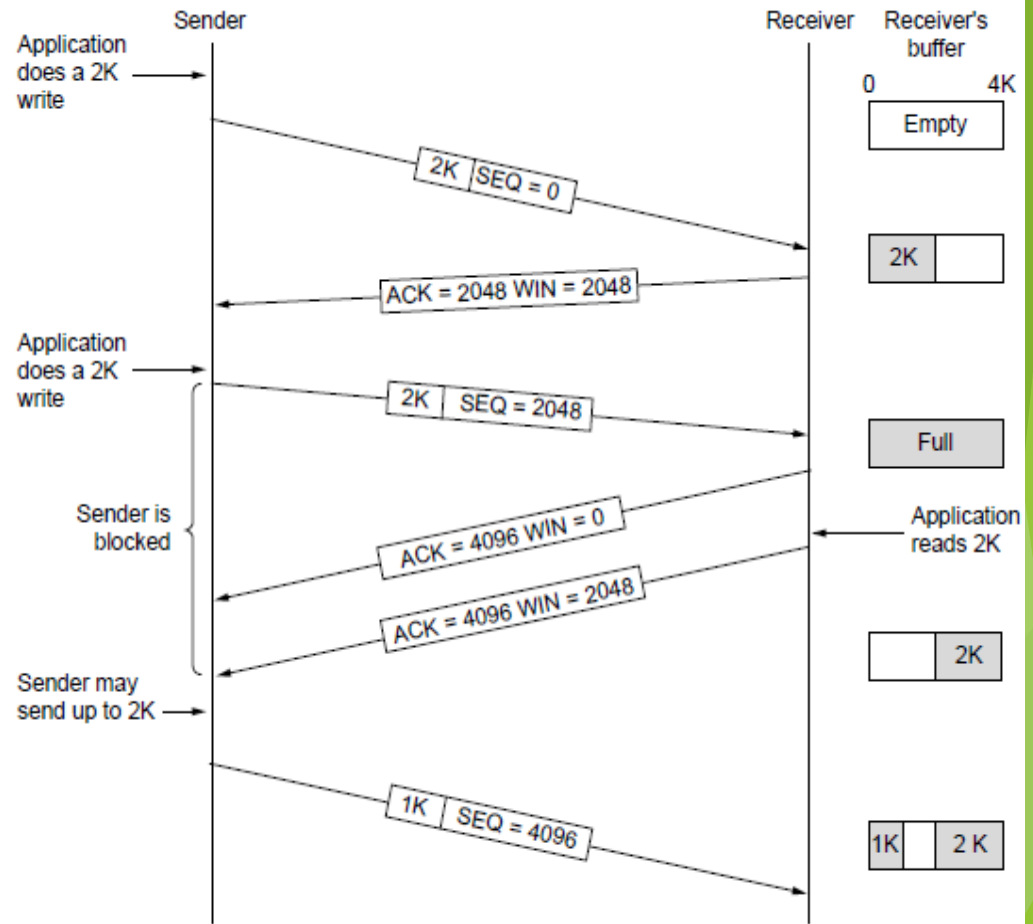 Sender
Receiver
Receiver's
buffer
Application
does a 2K
write
0
4K
Empty
2K SEQ = 0
2K
ACK = 2048 WIN = 2048
Application
does a 2K
write
2K SEQ = 2048
Full
Sender is
blocked
ACK = 4096 WIN = 0
Application
reads 2K
ACK = 4096 WIN = 2048
2K
Sender may
send up to 2K
1K SEQ = 4096
1K
2 K